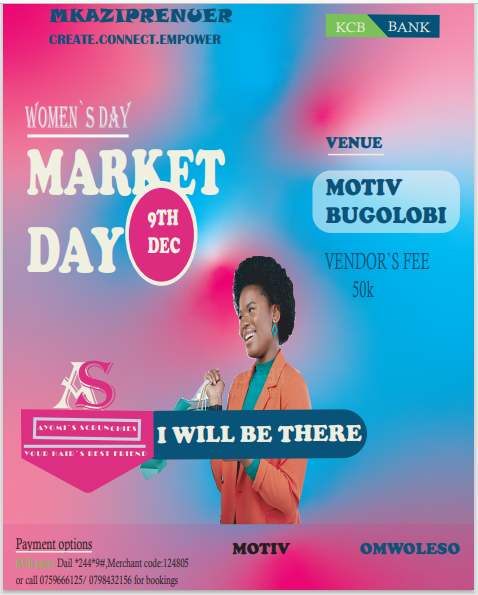 MKAZIPRENUER
CREATE.CONNECT.EMPOWER
KCB BANK
WOMEN`S DAY
MARKET
DAY
9TH
DEC
VENUE
MOTIV
BUGOLOBI
VENDOR`S FEE
50k
AS
AYOMI`S SCRUNCHIES
YOUR HAIR`S BEST FRIEND
I WILL BE THERE
Payment options
Dail *244*9#,Merchant code:124805
or call 0759666125/ 0798432156 for bookings
MOTIV
OMWOLESO